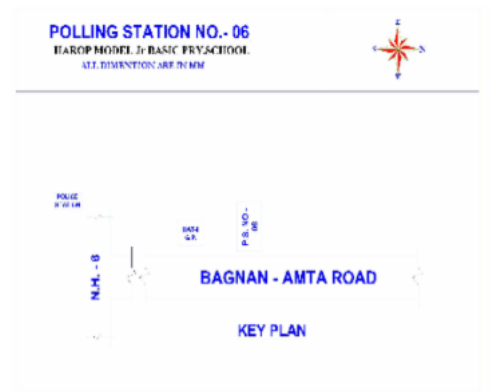 POLLING STATION NO.- 06
HAROP MODEL Jr BASIC PRY.SCHOOL
ALL DIMENTION ARE IN MM
POLICE
G.P.
P.S. NO -
06
N.H. - 6
BAGNAN - AMTA ROAD
KEY PLAN